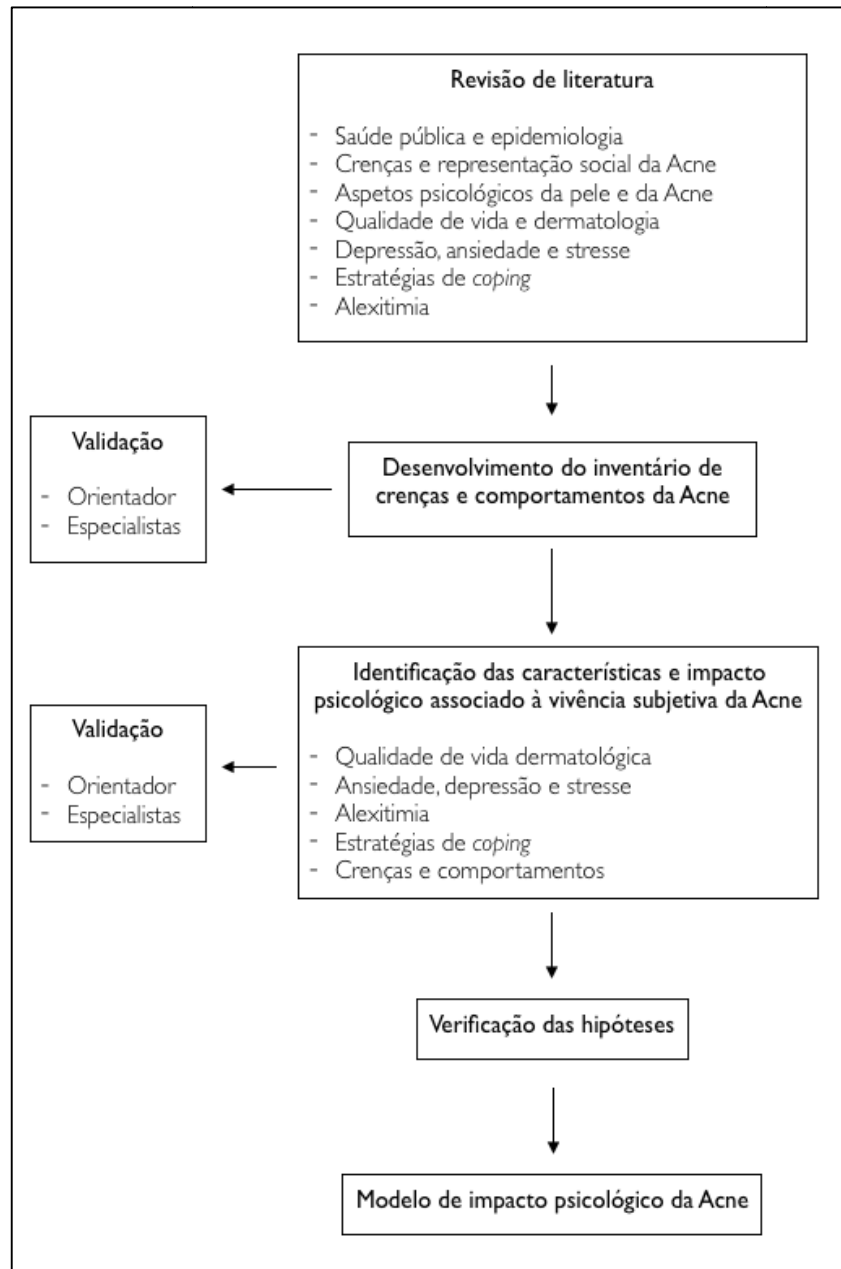 Revisão de literatura
- Saúde pública e epidemiologia
- Crenças e representação social da Acne
- Aspetos psicológicos da pele e da Acne
- Qualidade de vida e dermatologia
- Depressão, ansiedade e stresse
- Estratégias de coping
- Alexitimia
Validação
- Orientador
- Especialistas
Desenvolvimento do inventário de
crenças e comportamentos da Acne
Identificação das características e impacto
psicológico associado à vivência subjetiva da Acne
- Qualidade de vida dermatológica
- Ansiedade, depressão e stresse
- Alexitimia
- Estratégias de coping
- Crenças e comportamentos
Validação
- Orientador
- Especialistas
Verificação das hipóteses
Modelo de impacto psicológico da Acne